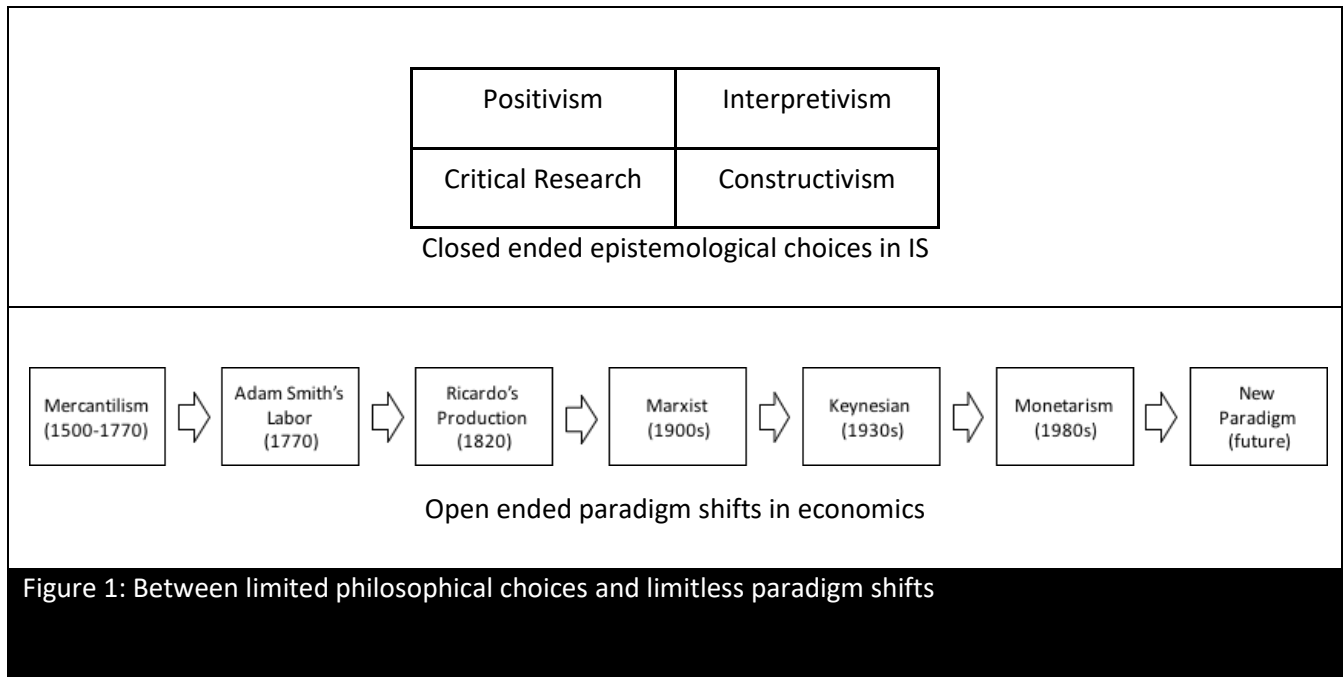 Positivism
Interpretivism
Critical Research
Constructivism
Closed ended epistemological choices in IS
Mercantilism
(1500-1770)
Adam Smith’s
Labor
(1770)
Ricardo’s
Production
(1820)
Marxist
(1900s)
Keynesian
(1930s)
Monetarism
(1980s)
New
Paradigm
(future)
Open ended paradigm shifts in economics
Figure 1: Between limited philosophical choices and limitless paradigm shifts